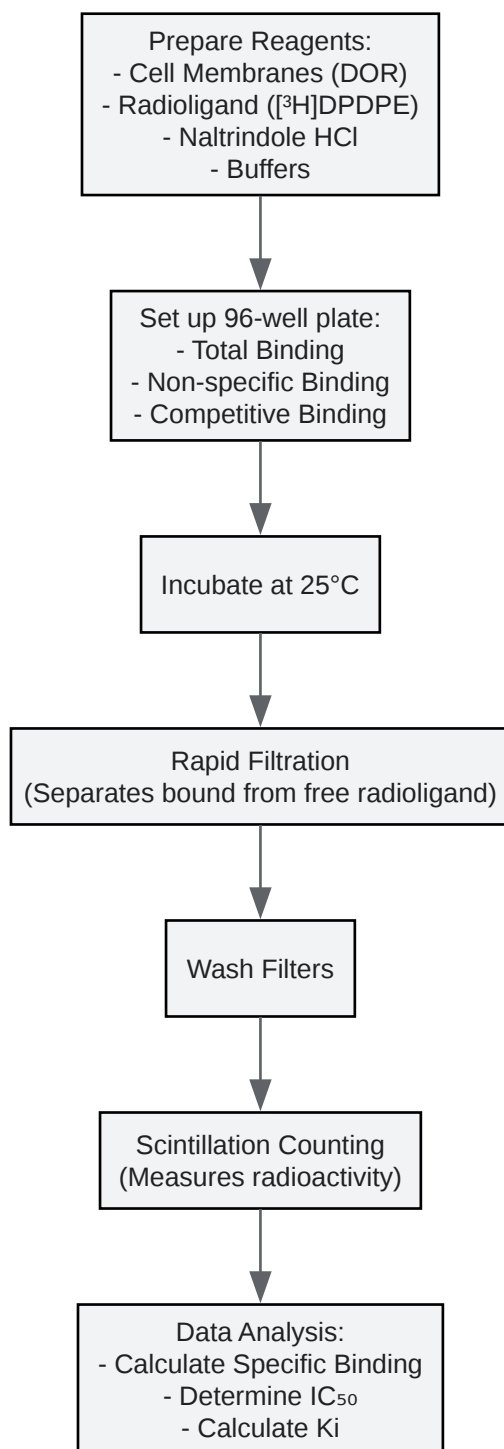 Prepare Reagents:
- Cell Membranes (DOR)
- Radioligand ([³H]DPDPE)
- Naltrindole HCl
- Buffers
Set up 96-well plate:
- Total Binding
- Non-specific Binding
- Competitive Binding
Incubate at 25°C
Rapid Filtration
(Separates bound from free radioligand)
Wash Filters
Scintillation Counting
(Measures radioactivity)
Data Analysis:
- Calculate Specific Binding
- Determine IC₅₀
- Calculate Ki